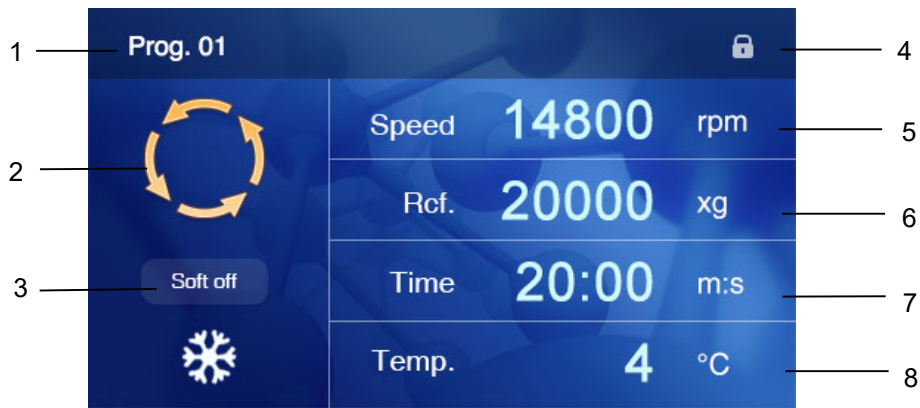 1 Prog. 01 4
2 Speed 14800 rpm 5
Rcf. 20000 xg 6
3 Soft off Time 20:00 m:s 7
Temp. 4 °C 8